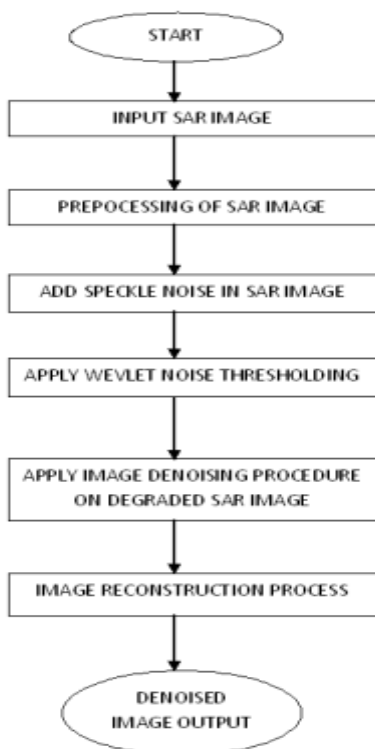 START
INPUT SAR IMAGE
PREPOCESSING OF SAR IMAGE
ADD SPECKLE NOISE IN SAR IMAGE
APPLY WEVLET NOISE THRESHOLDING
APPLY IMAGE DENOISING PROCEDURE
ON DEGRADED SAR IMAGE
IMAGE RECONSTRUCTION PROCESS
DENOISED
IMAGE OUTPUT